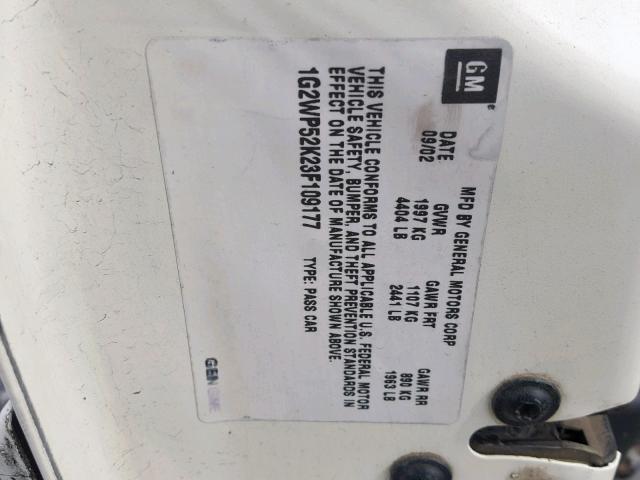 GM
MFD BY GENERAL MOTORS CORP
DATE GVWR GAWR FRT GAWR RR
09/02 1997 KG 1107 KG 890 KG
4404 LB 2441 LB 1963 LB
THIS VEHICLE CONFORMS TO ALL APPLICABLE U.S. FEDERAL MOTOR
VEHICLE SAFETY, BUMPER, AND THEFT PREVENTION STANDARDS IN
EFFECT ON THE DATE OF MANUFACTURE SHOWN ABOVE.
1G2WP52K23F109177 TYPE: PASS CAR
GENUINE